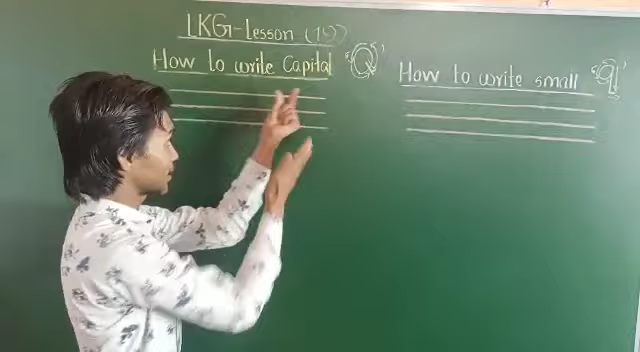 LKG-Lesson (19)
How to write Capital 'Q'
How to write small 'q'